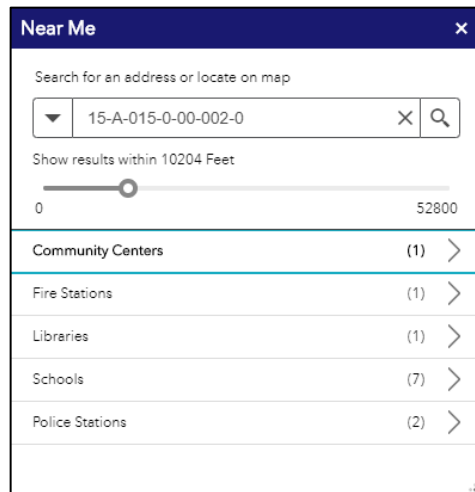 Near Me
Search for an address or locate on map
15-A-015-0-00-002-0
Show results within 10204 Feet
0 52800
Community Centers (1)
Fire Stations (1)
Libraries (1)
Schools (7)
Police Stations (2)